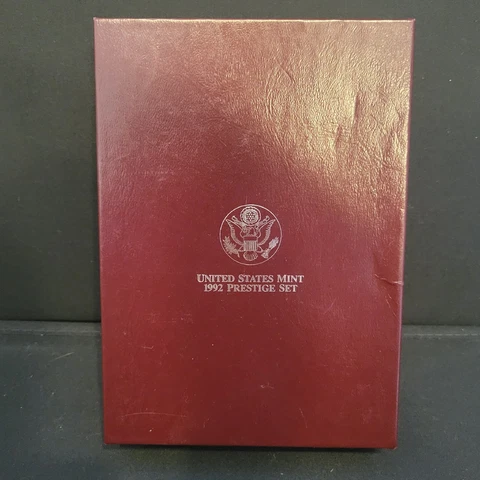 UNITED STATES MINT
1992 PRESTIGE SET